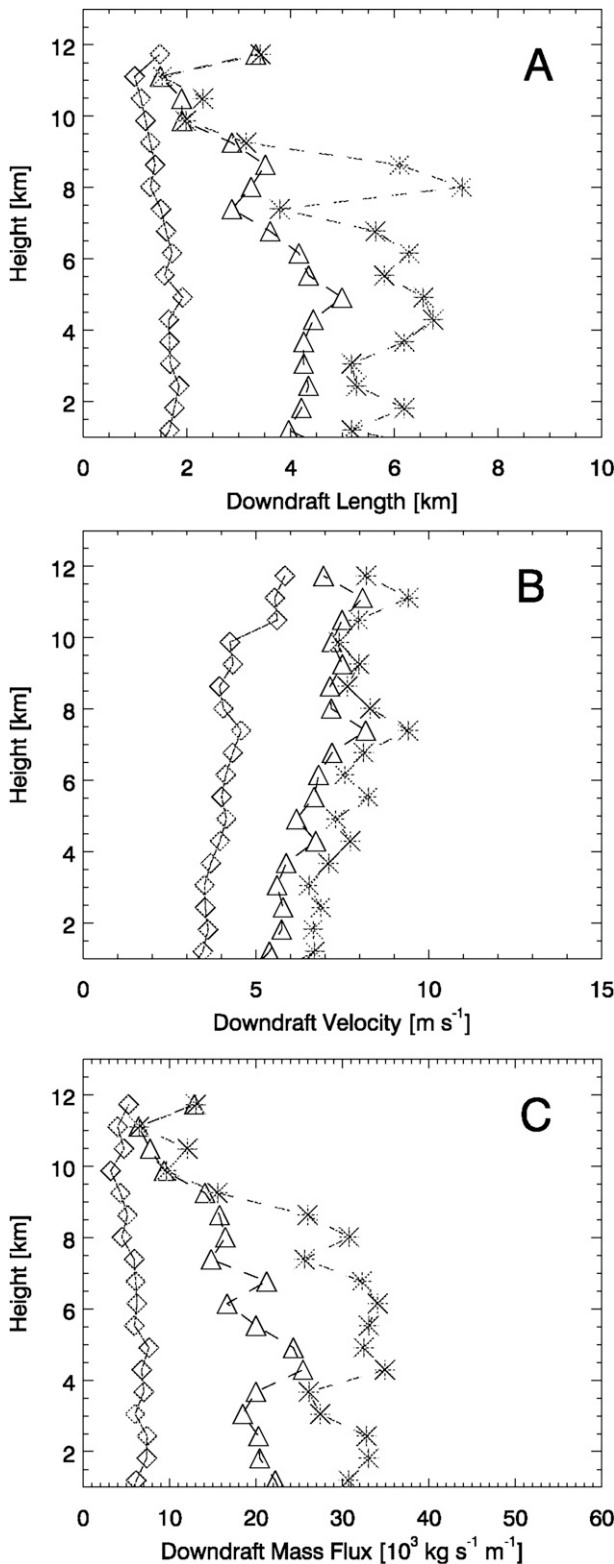 A
12
10
8
6
4
2
Height [km]
0 2 4 6 8 10
Downdraft Length [km]
B
12
10
8
6
4
2
Height [km]
0 5 10 15
Downdraft Velocity [m s⁻¹]
C
12
10
8
6
4
2
Height [km]
0 10 20 30 40 50 60
Downdraft Mass Flux [10³ kg s⁻¹ m⁻¹]